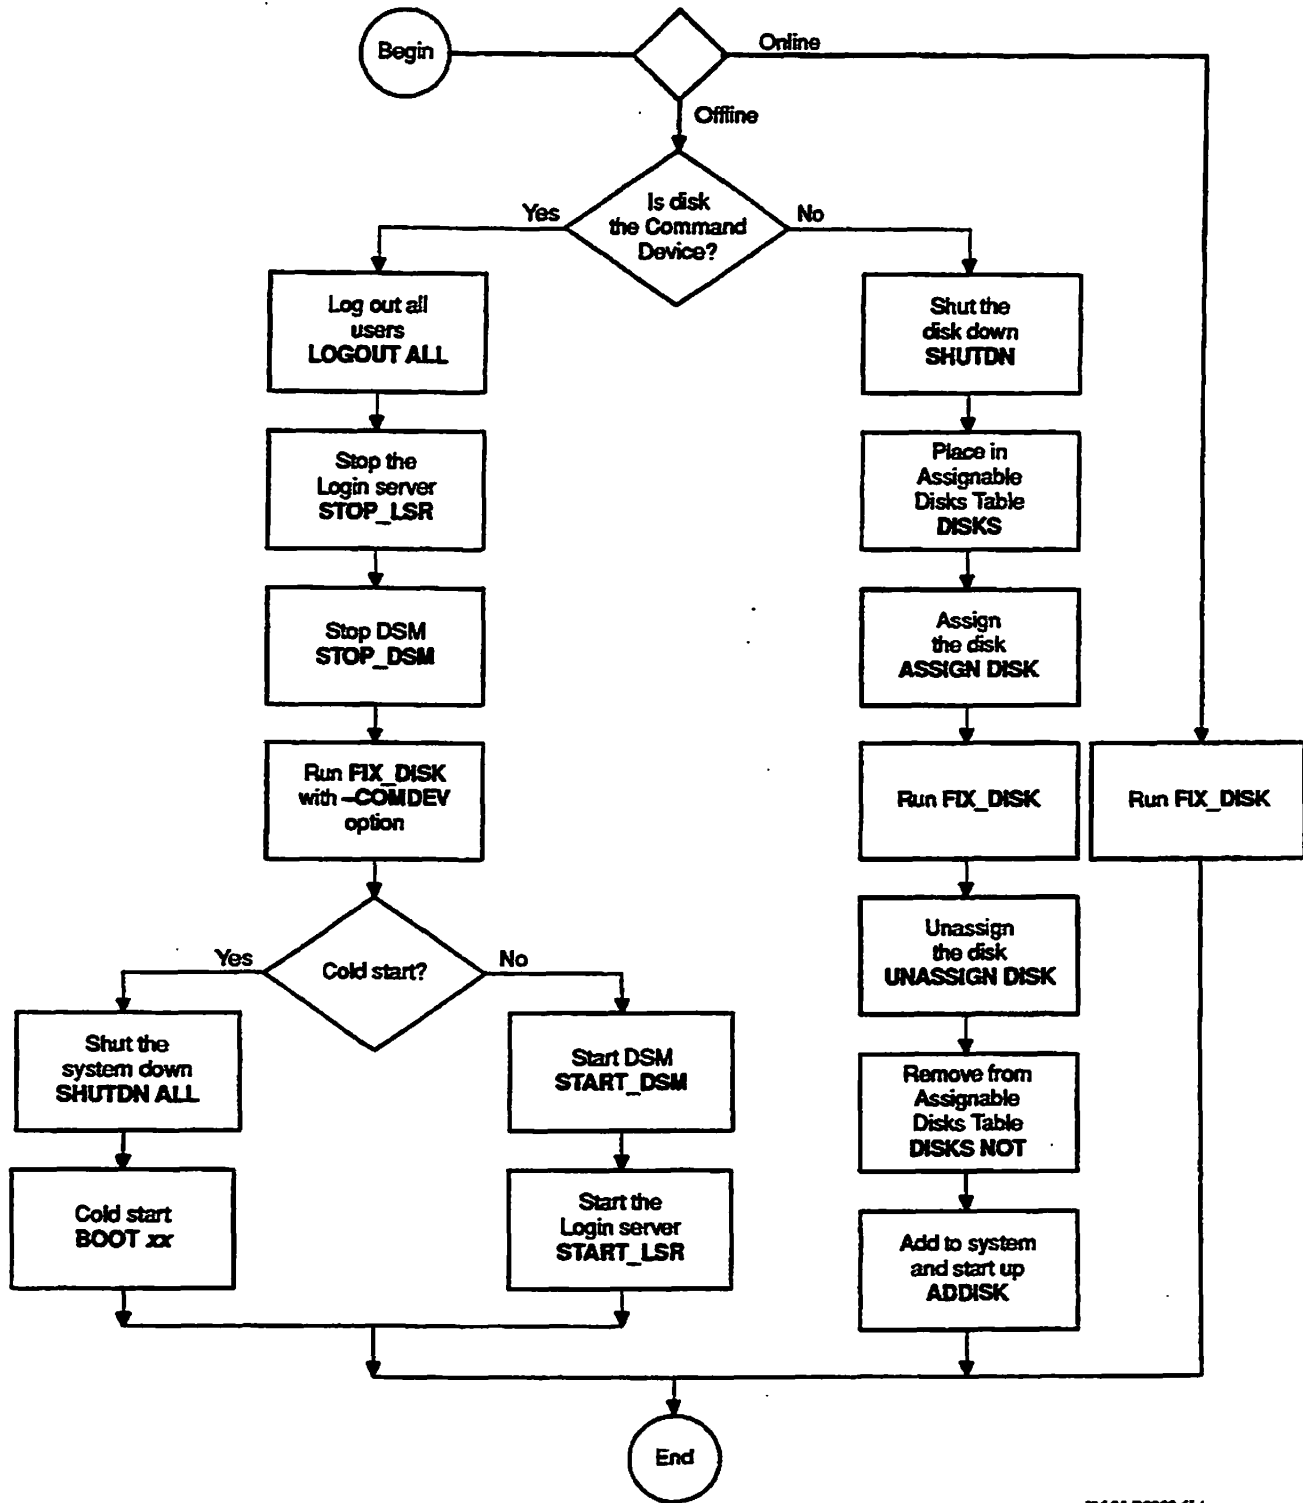 Begin
Online
Offline
Is disk
the Command
Device?
Yes
No
Log out all
users
LOGOUT ALL
Stop the
Login server
STOP_LSR
Stop DSM
STOP_DSM
Run FIX_DISK
with –COMDEV
option
Cold start?
Yes
No
Shut the
system down
SHUTDN ALL
Cold start
BOOT xx
Start DSM
START_DSM
Start the
Login server
START_LSR
Shut the
disk down
SHUTDN
Place in
Assignable
Disks Table
DISKS
Assign
the disk
ASSIGN DISK
Run FIX_DISK
Unassign
the disk
UNASSIGN DISK
Remove from
Assignable
Disks Table
DISKS NOT
Add to system
and start up
ADDISK
Run FIX_DISK
End